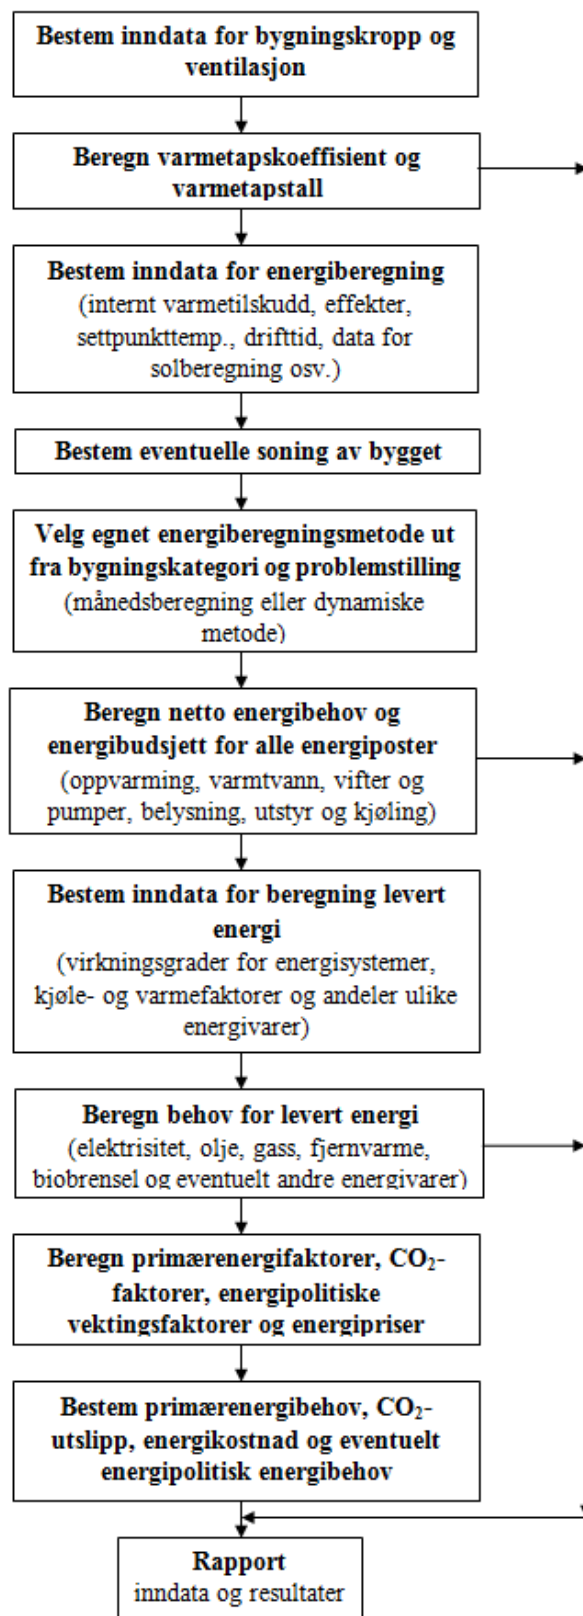 Bestem inndata for bygningskropp og
ventilasjon
Beregn varmetapskoeffisient og
varmetapstall
Bestem inndata for energiberegning
(internt varmetilskudd, effekter,
settpunkttemp., drifttid, data for
solberegning osv.)
Bestem eventuelle soning av bygget
Velg egnet energiberegningsmetode ut
fra bygningskategori og problemstilling
(månedsberegning eller dynamiske
metode)
Beregn netto energibehov og
energibudsjett for alle energiposter
(oppvarming, varmtvann, vifter og
pumper, belysning, utstyr og kjøling)
Bestem inndata for beregning levert
energi
(virkningsgrader for energisystemer,
kjøle- og varmefaktorer og andeler ulike
energivarer)
Beregn behov for levert energi
(elektrisitet, olje, gass, fjernvarme,
biobrensel og eventuelt andre energivarer)
Beregn primærenergifaktorer, CO₂-
faktorer, energipolitiske
vektingsfaktorer og energipriser
Bestem primærenergibehov, CO₂-
utslipp, energikostnad og eventuelt
energipolitisk energibehov
Rapport
inndata og resultater